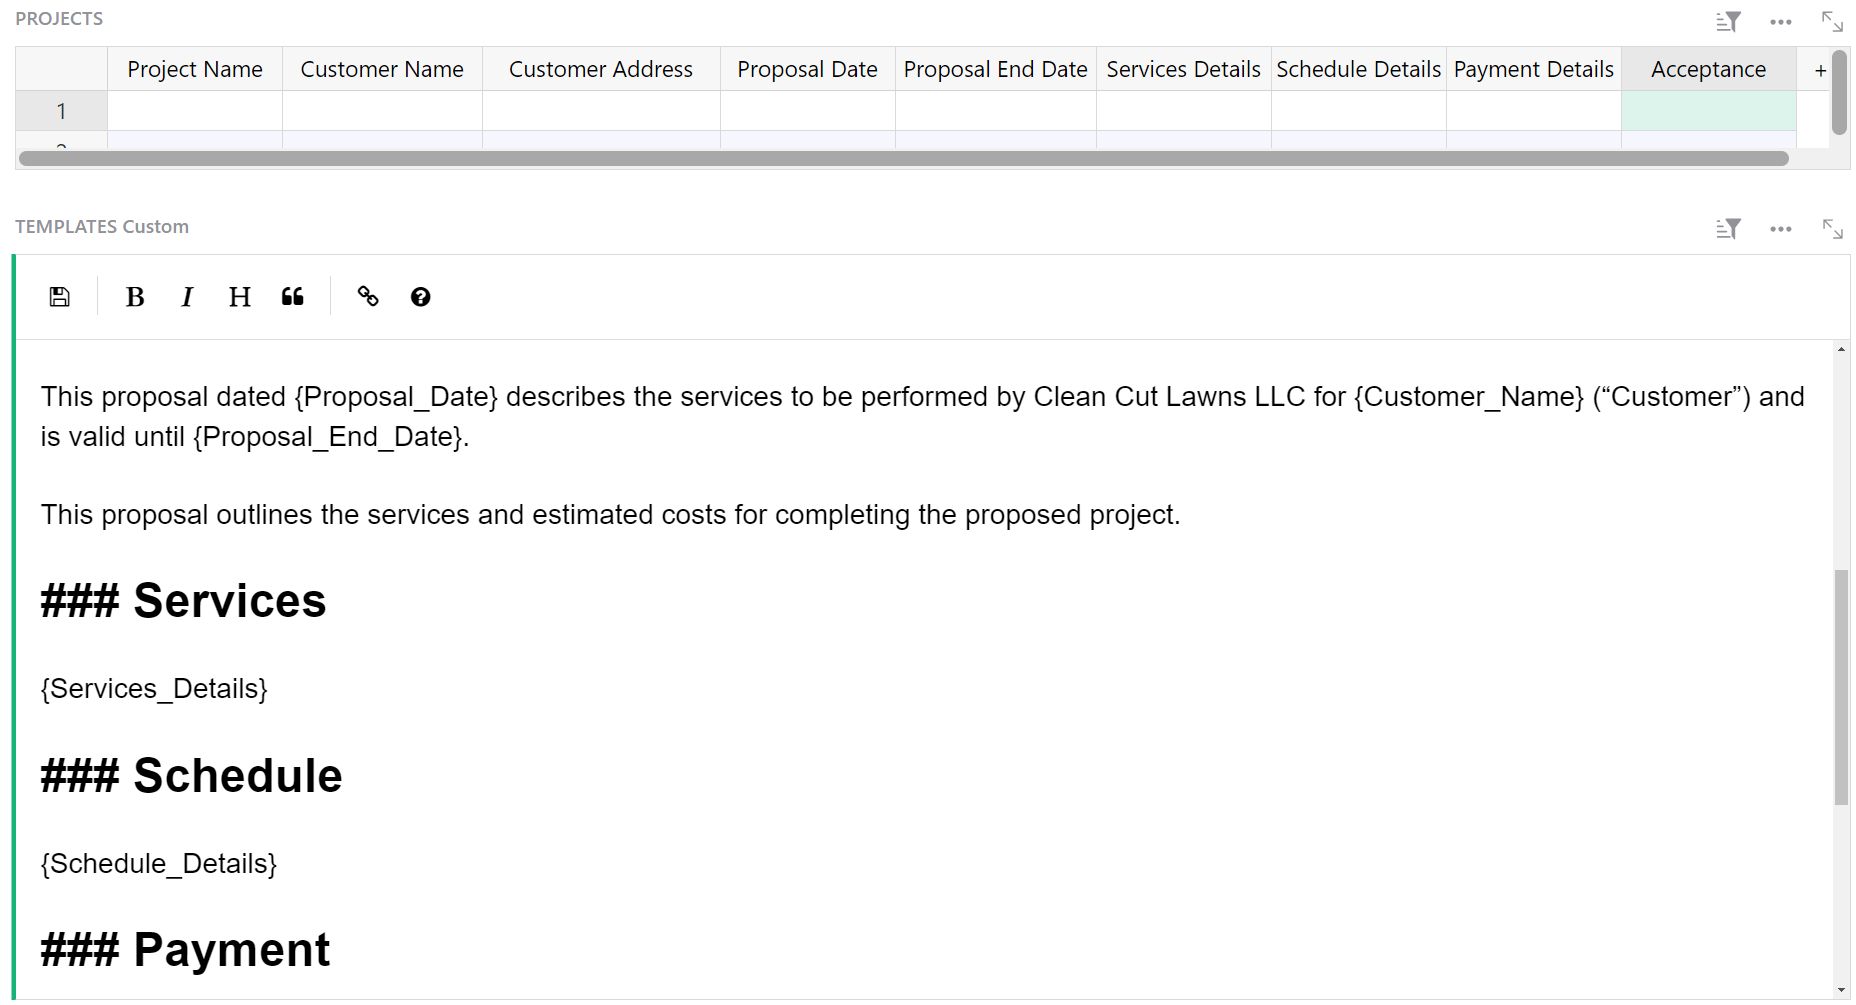 PROJECTS
Project Name Customer Name Customer Address Proposal Date Proposal End Date Services Details Schedule Details Payment Details Acceptance +
1
TEMPLATES Custom
B I H
This proposal dated {Proposal_Date} describes the services to be performed by Clean Cut Lawns LLC for {Customer_Name} (“Customer”) and
is valid until {Proposal_End_Date}.
This proposal outlines the services and estimated costs for completing the proposed project.
### Services
{Services_Details}
### Schedule
{Schedule_Details}
### Payment